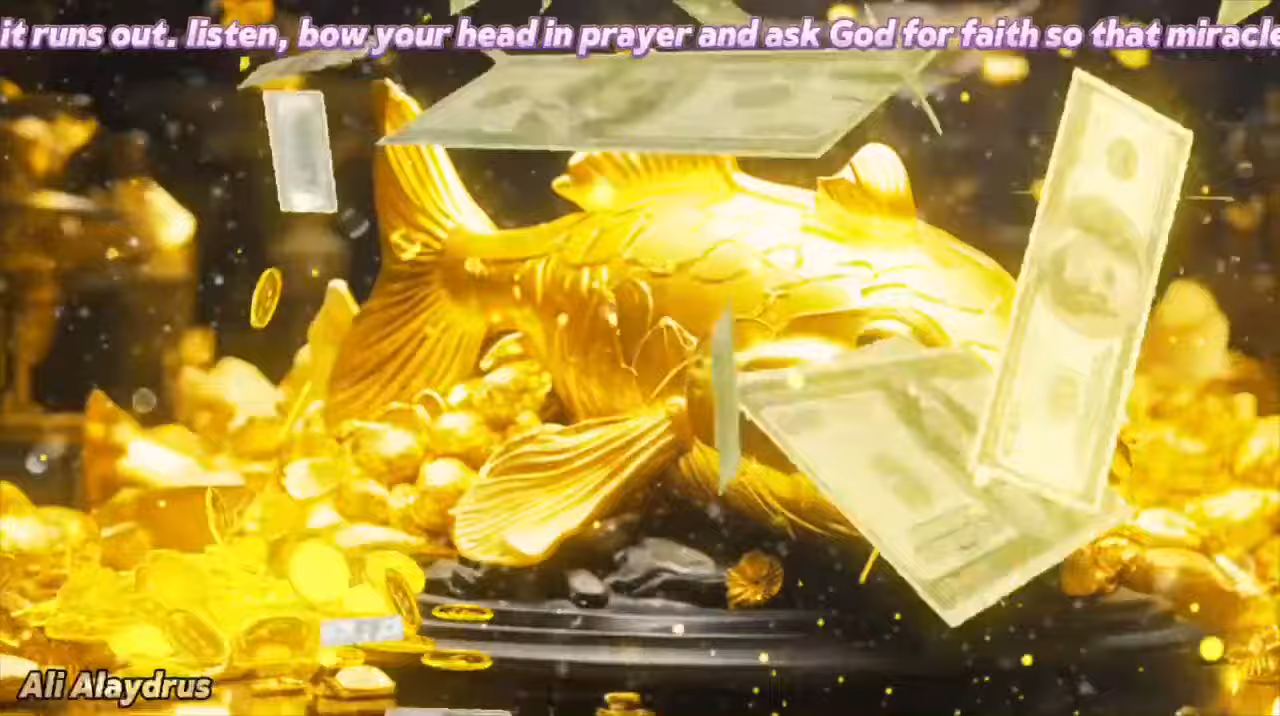 it runs out. listen, bow your head in prayer and ask God for faith so that miracle
Ali Alaydrus